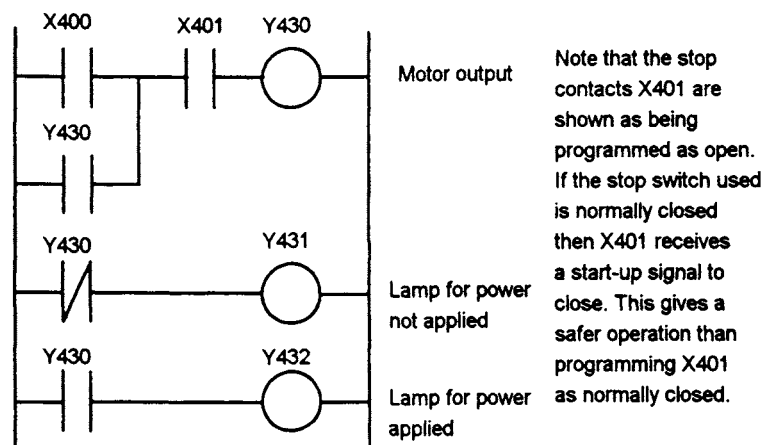 X400
X401
Y430
Motor output
Y430
Y430
Y431
Lamp for power
not applied
Y430
Y432
Lamp for power
applied
Note that the stop
contacts X401 are
shown as being
programmed as open.
If the stop switch used
is normally closed
then X401 receives
a start-up signal to
close. This gives a
safer operation than
programming X401
as normally closed.